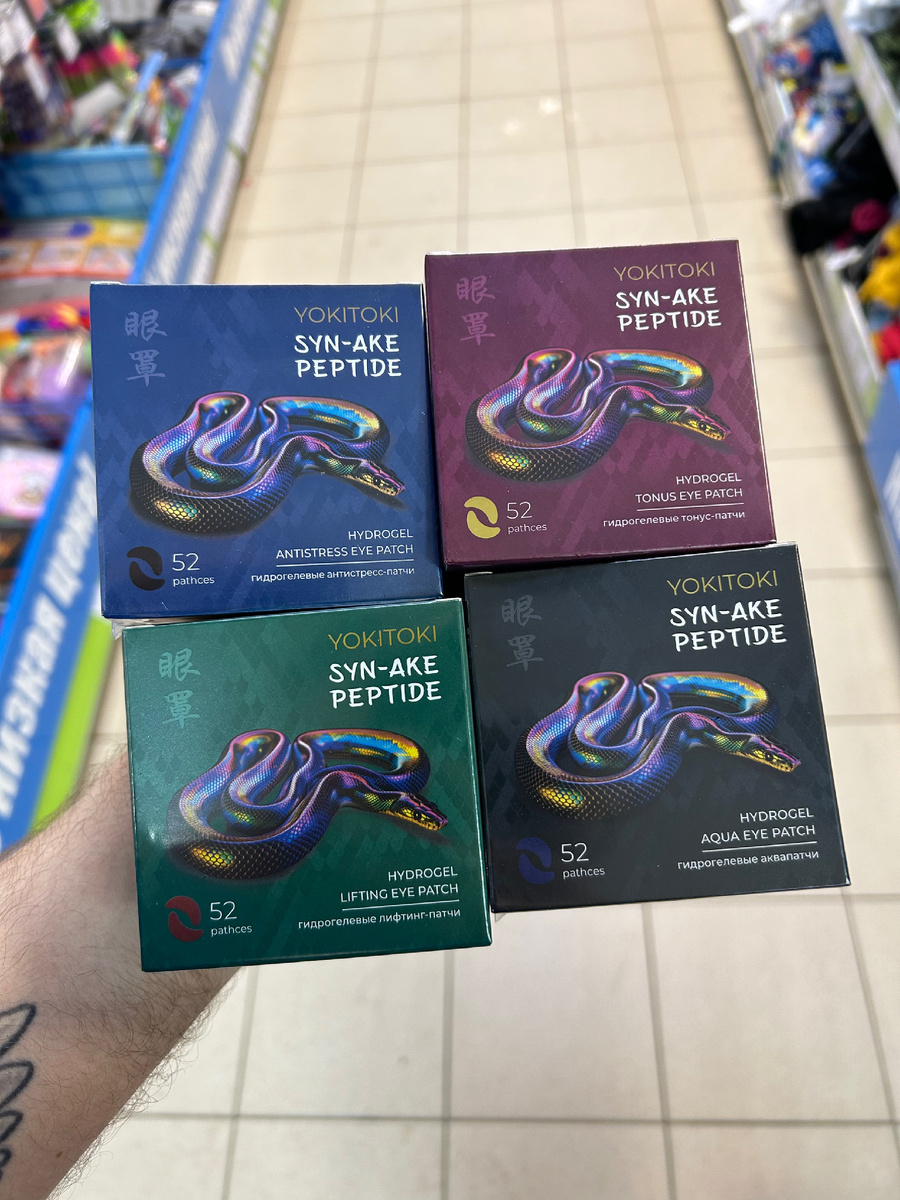 眼
罩
YOKITOKI
SYN-AKE
PEPTIDE
HYDROGEL
ANTISTRESS EYE PATCH
гидрогелевые антистресс-патчи
52
pathces
眼
罩
YOKITOKI
SYN-AKE
PEPTIDE
HYDROGEL
TONUS EYE PATCH
гидрогелевые тонус-патчи
52
pathces
眼
罩
YOKITOKI
SYN-AKE
PEPTIDE
HYDROGEL
LIFTING EYE PATCH
гидрогелевые лифтинг-патчи
52
pathces
眼
罩
YOKITOKI
SYN-AKE
PEPTIDE
HYDROGEL
AQUA EYE PATCH
гидрогелевые аквапатчи
52
pathces
низкая цена